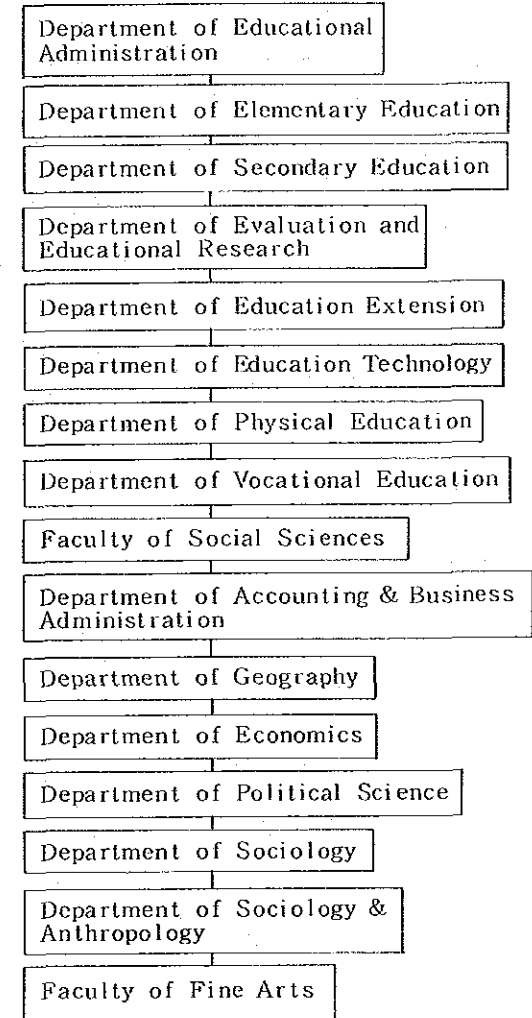 Department of Educational
Administration
Department of Elementary Education
Department of Secondary Education
Department of Evaluation and
Educational Research
Department of Education Extension
Department of Education Technology
Department of Physical Education
Department of Vocational Education
Faculty of Social Sciences
Department of Accounting & Business
Administration
Department of Geography
Department of Economics
Department of Political Science
Department of Sociology
Department of Sociology &
Anthropology
Faculty of Fine Arts